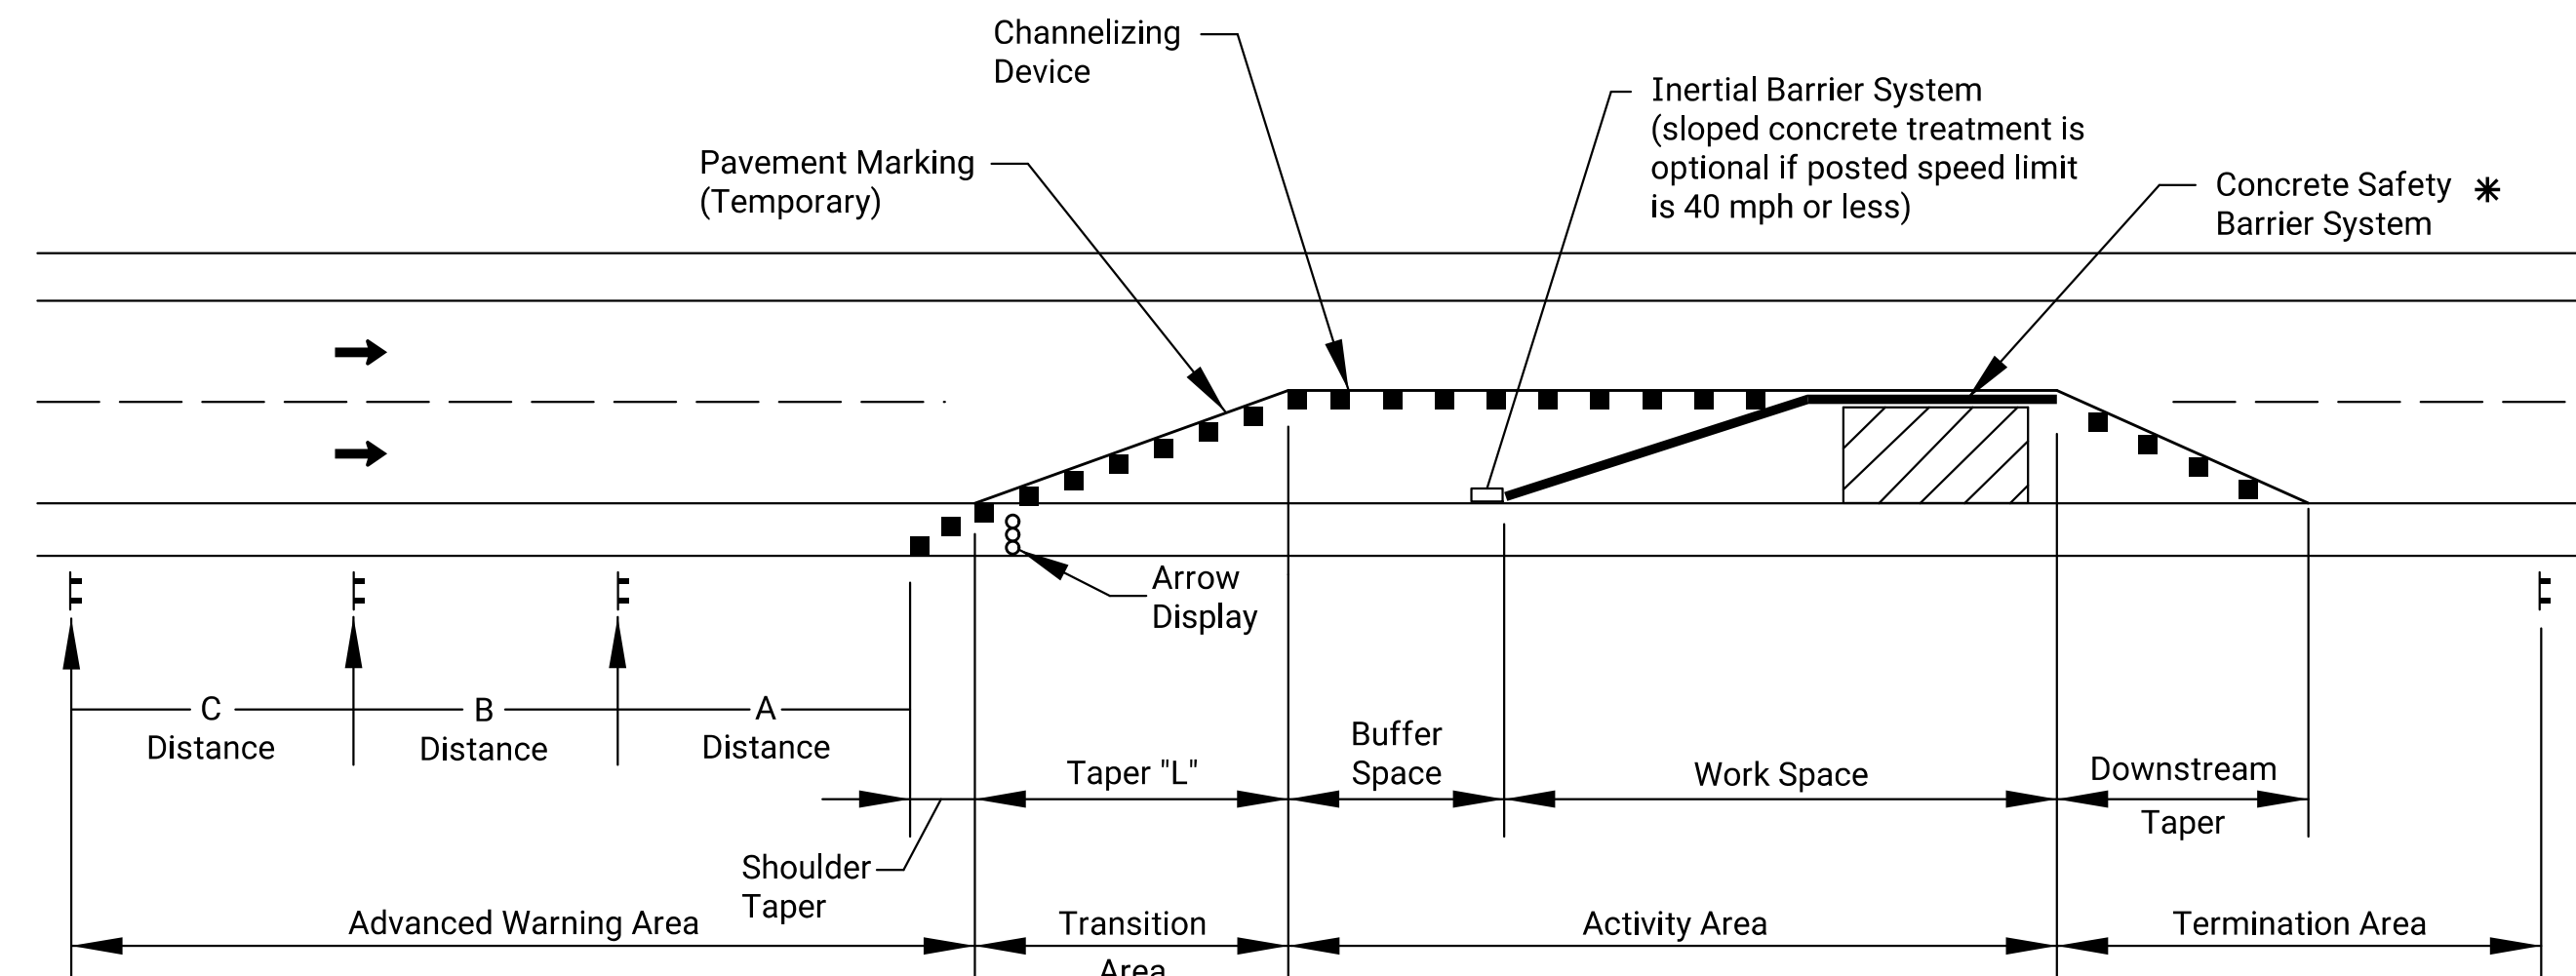 Channelizing
Device
Inertial Barrier System
(sloped concrete treatment is
optional if posted speed limit
is 40 mph or less)
Pavement Marking
(Temporary)
Concrete Safety *
Barrier System
Arrow
Display
C
Distance
B
Distance
A
Distance
Shoulder
Taper
Taper "L"
Buffer
Space
Work Space
Downstream
Taper
Advanced Warning Area
Transition
Area
Activity Area
Termination Area